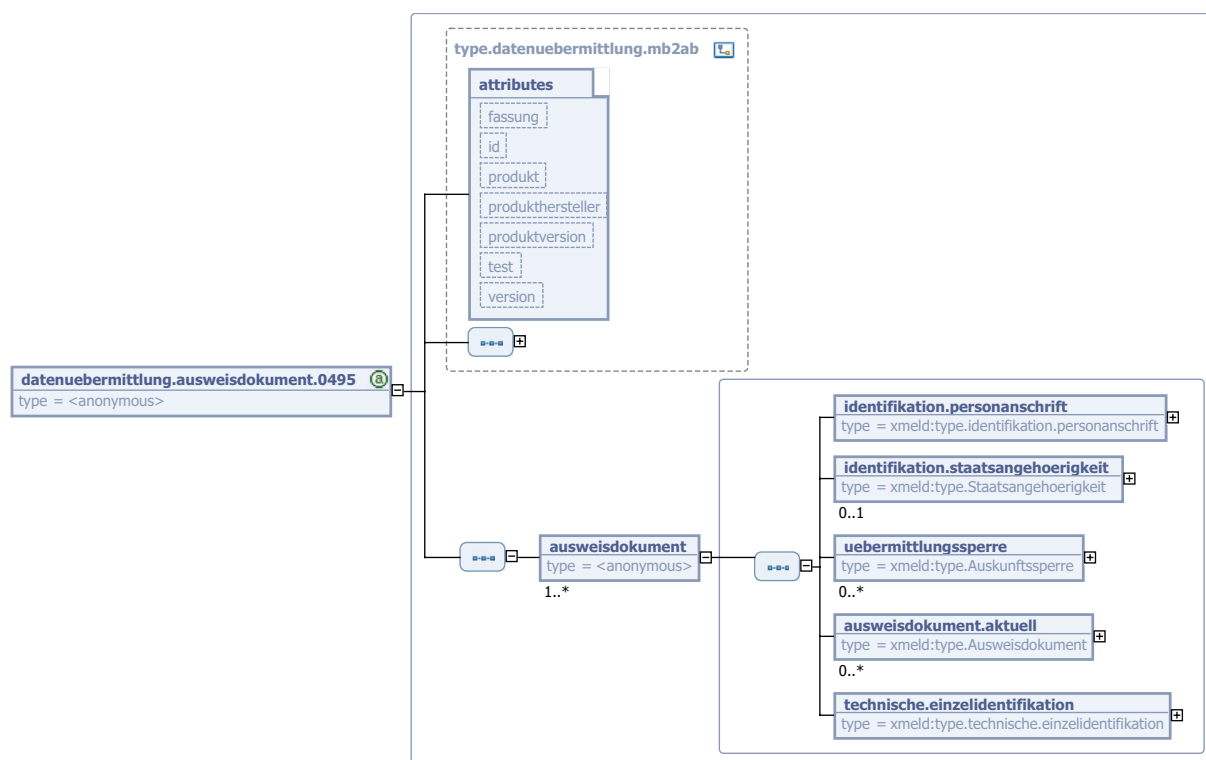 type.datenuebermittlung.mb2ab
attributes
fassung
id
produkt
produkthersteller
produktversion
test
version
datenuebermittlung.ausweisdokument.0495 a
type = <anonymous>
ausweisdokument
type = <anonymous>
1..*
identifikation.personanschrift
type = xmeld:type.identifikation.personanschrift
identifikation.staatsangehoerigkeit
type = xmeld:type.Staatsangehoerigkeit
0..1
uebermittlungssperre
type = xmeld:type.Auskunftssperre
0..*
ausweisdokument.aktuell
type = xmeld:type.Ausweisdokument
0..*
technische.einzelidentifikation
type = xmeld:type.technische.einzelidentifikation